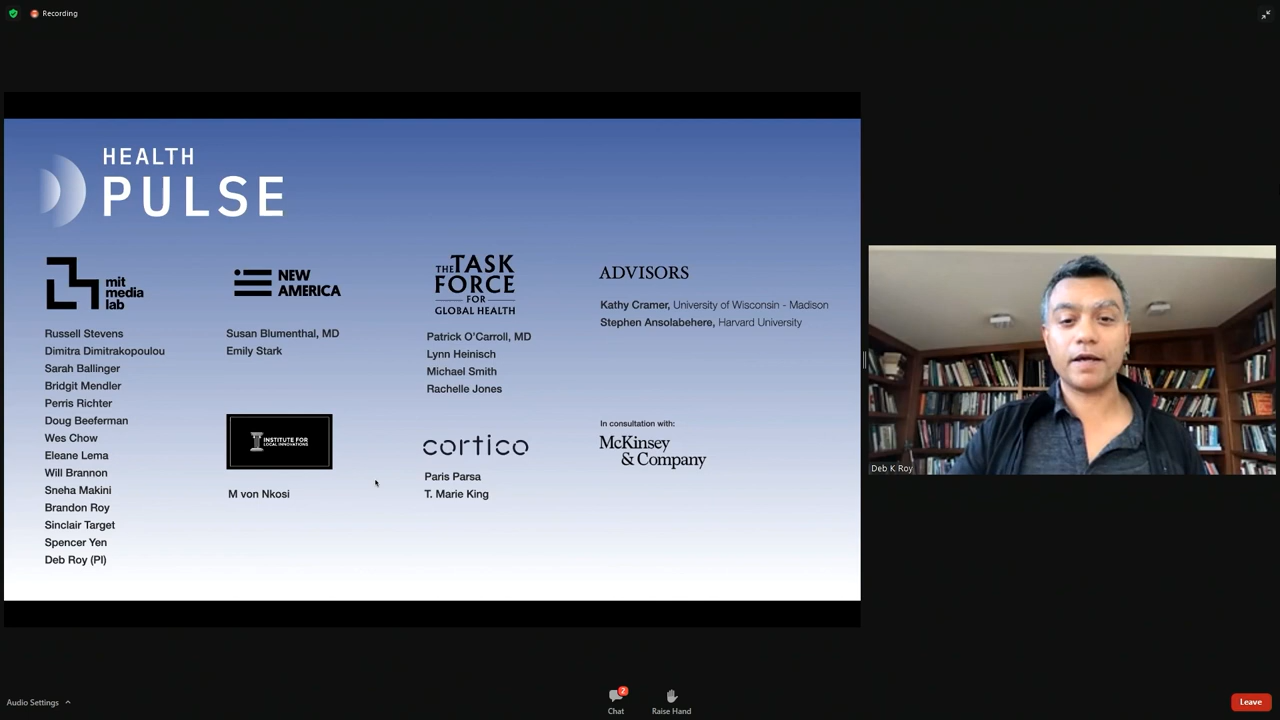 Recording
HEALTH
PULSE
mit
media
lab
Russell Stevens
Dimitra Dimitrakopoulou
Sarah Ballinger
Bridgit Mendler
Perris Richter
Doug Beeferman
Wes Chow
Eleane Lema
Will Brannon
Sneha Makini
Brandon Roy
Sinclair Target
Spencer Yen
Deb Roy (PI)
NEW
AMERICA
Susan Blumenthal, MD
Emily Stark
INSTITUTE FOR
LOCAL INNOVATIONS
M von Nkosi
THE TASK
FORCE
FOR
GLOBAL HEALTH
Patrick O'Carroll, MD
Lynn Heinisch
Michael Smith
Rachelle Jones
cortico
Paris Parsa
T. Marie King
ADVISORS
Kathy Cramer, University of Wisconsin - Madison
Stephen Ansolabehere, Harvard University
In consultation with:
McKinsey
& Company
Deb K Roy
Audio Settings
2
Chat
Raise Hand
Leave